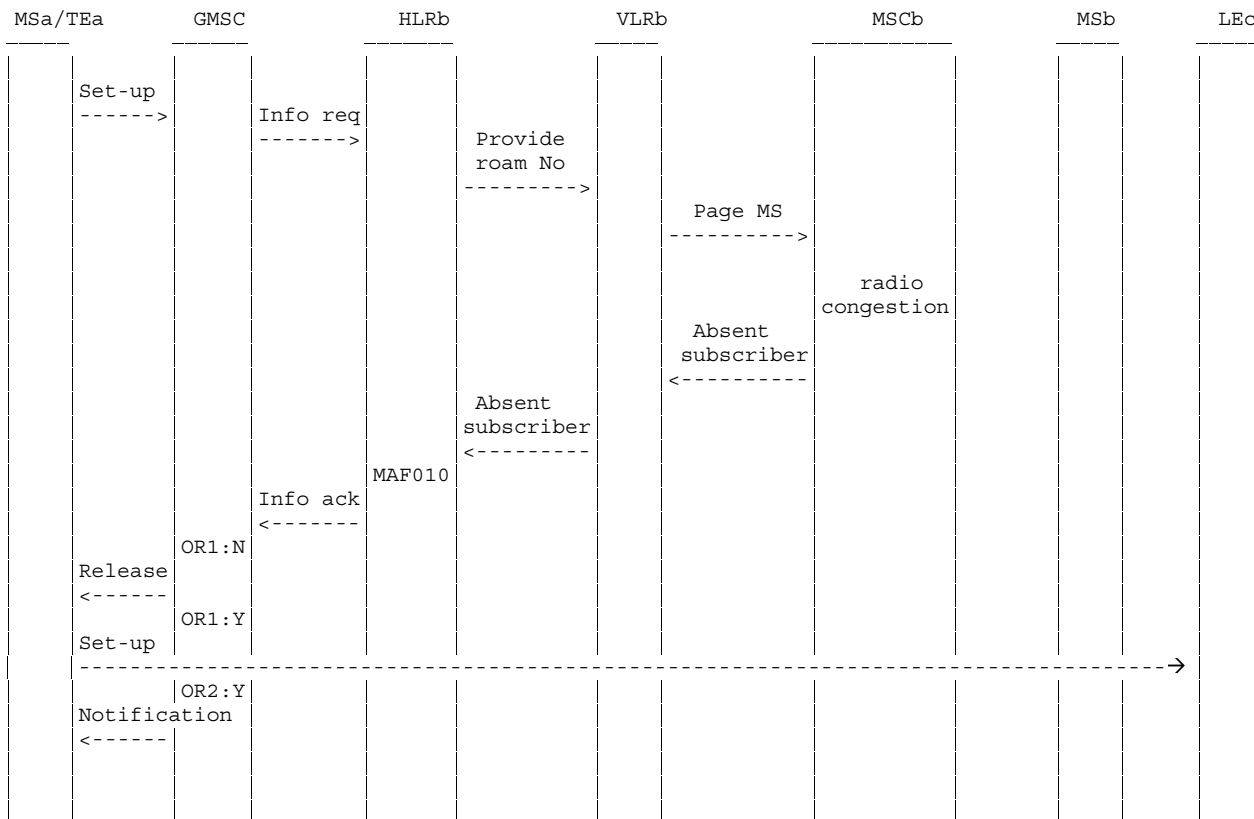 MSa/TEa GMSC HLRb VLRb MSCb MSb LEc
Set-up
------> Info req
-------> Provide
roam No
--------->
Page MS
---------->
radio
congestion
Absent
subscriber
<----------
Absent
subscriber
<---------
MAF010
Info ack
<-------
OR1:N
Release
<------
OR1:Y
Set-up
------------------------------------------------------------------------→
OR2:Y
Notification
<------